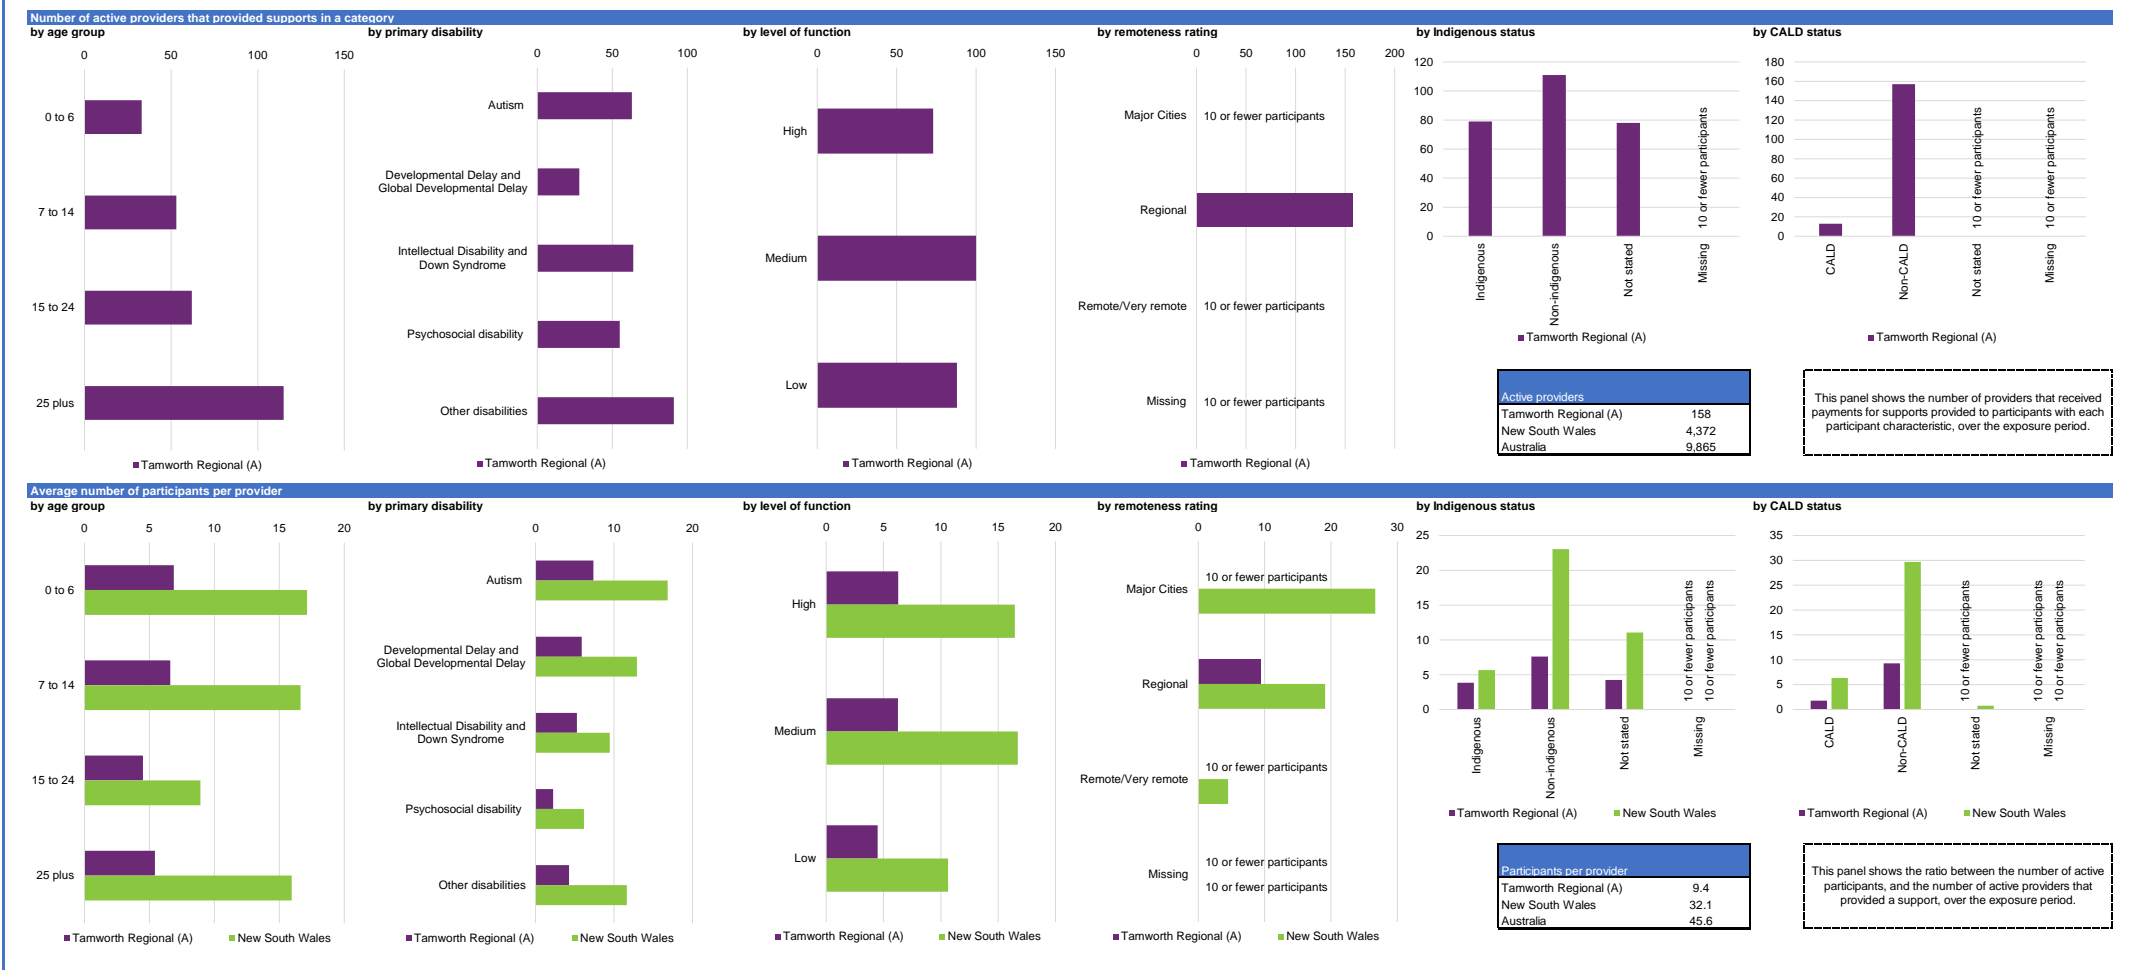 Number of active providers that provided supports in a category
by age group
0 50 100 150
0 to 6
7 to 14
15 to 24
25 plus
Tamworth Regional (A)
by primary disability
0 50 100
Autism
Developmental Delay and
Global Developmental Delay
Intellectual Disability and
Down Syndrome
Psychosocial disability
Other disabilities
Tamworth Regional (A)
by level of function
0 50 100 150
High
Medium
Low
Tamworth Regional (A)
by remoteness rating
0 50 100 150 200
Major Cities 10 or fewer participants
Regional
Remote/Very remote 10 or fewer participants
Missing 10 or fewer participants
Tamworth Regional (A)
by Indigenous status
120
100
80
60
40
20
0
Indigenous
Non-indigenous
Not stated
Missing
10 or fewer participants
Tamworth Regional (A)
by CALD status
180
160
140
120
100
80
60
40
20
0
CALD
Non-CALD
Not stated
Missing
10 or fewer participants
10 or fewer participants
Tamworth Regional (A)
Active providers
Tamworth Regional (A) 158
New South Wales 4,372
Australia 9,865
This panel shows the number of providers that received
payments for supports provided to participants with each
participant characteristic, over the exposure period.
Average number of participants per provider
by age group
0 5 10 15 20
0 to 6
7 to 14
15 to 24
25 plus
Tamworth Regional (A) New South Wales
by primary disability
0 10 20
Autism
Developmental Delay and
Global Developmental Delay
Intellectual Disability and
Down Syndrome
Psychosocial disability
Other disabilities
Tamworth Regional (A) New South Wales
by level of function
0 5 10 15 20
High
Medium
Low
Tamworth Regional (A) New South Wales
by remoteness rating
0 10 20 30
Major Cities
10 or fewer participants
Regional
Remote/Very remote
10 or fewer participants
Missing
10 or fewer participants
10 or fewer participants
Tamworth Regional (A) New South Wales
by Indigenous status
25
20
15
10
5
0
Indigenous
Non-indigenous
Not stated
Missing
10 or fewer participants
10 or fewer participants
Tamworth Regional (A) New South Wales
by CALD status
35
30
25
20
15
10
5
0
CALD
Non-CALD
Not stated
Missing
10 or fewer participants
10 or fewer participants
10 or fewer participants
Tamworth Regional (A) New South Wales
Participants per provider
Tamworth Regional (A) 9.4
New South Wales 32.1
Australia 45.6
This panel shows the ratio between the number of active
participants, and the number of active providers that
provided a support, over the exposure period.